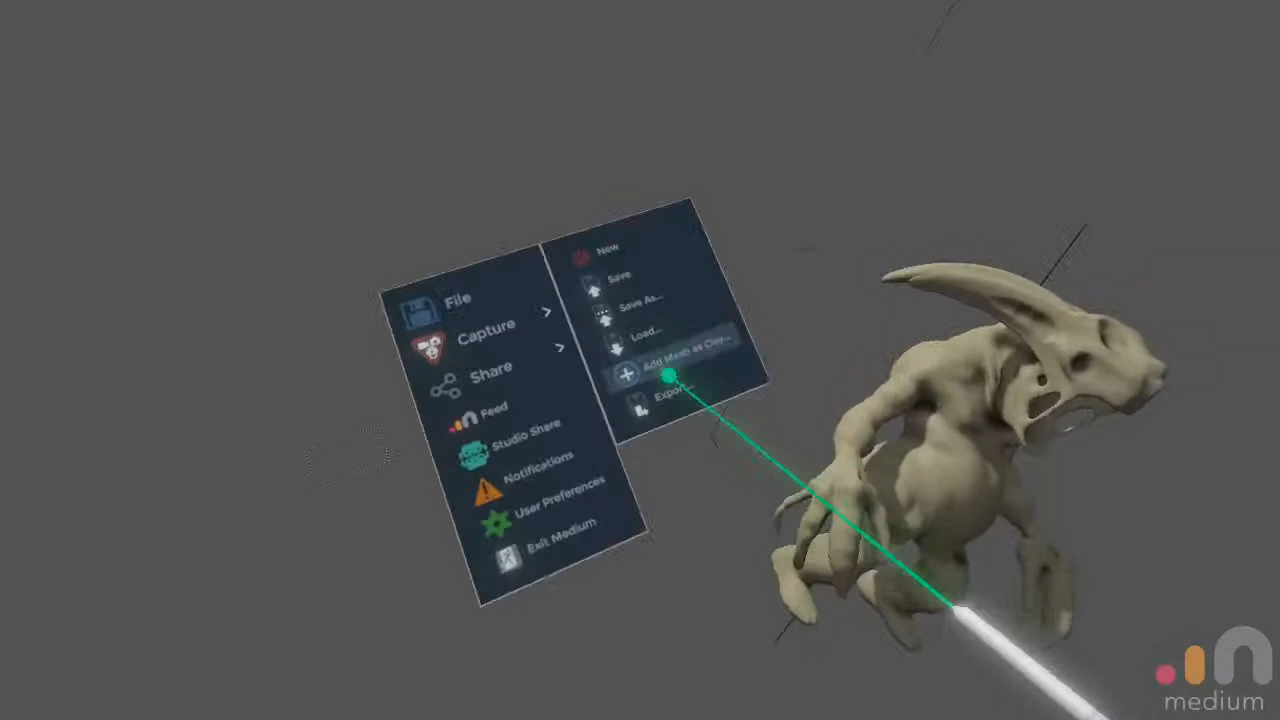 File
Capture
Share
Feed
Studio Share
Notifications
User Preferences
Exit Medium
New
Save
Save As...
Load...
Add Mesh as Clay...
Export...
medium